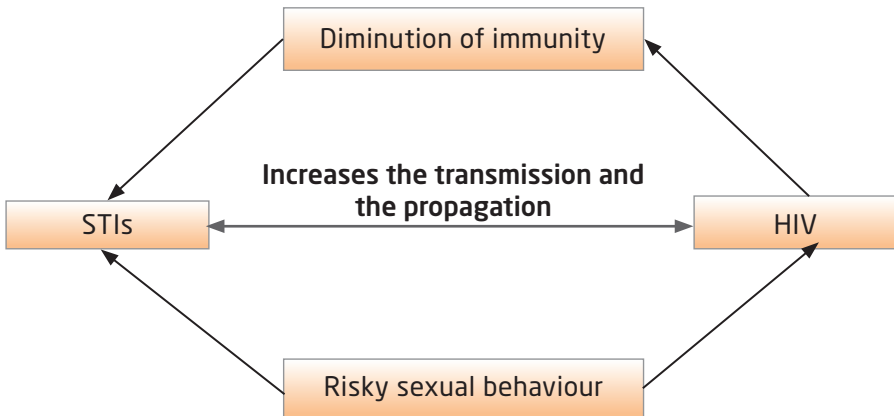 Diminution of immunity
Increases the transmission and
the propagation
STIs
HIV
Risky sexual behaviour